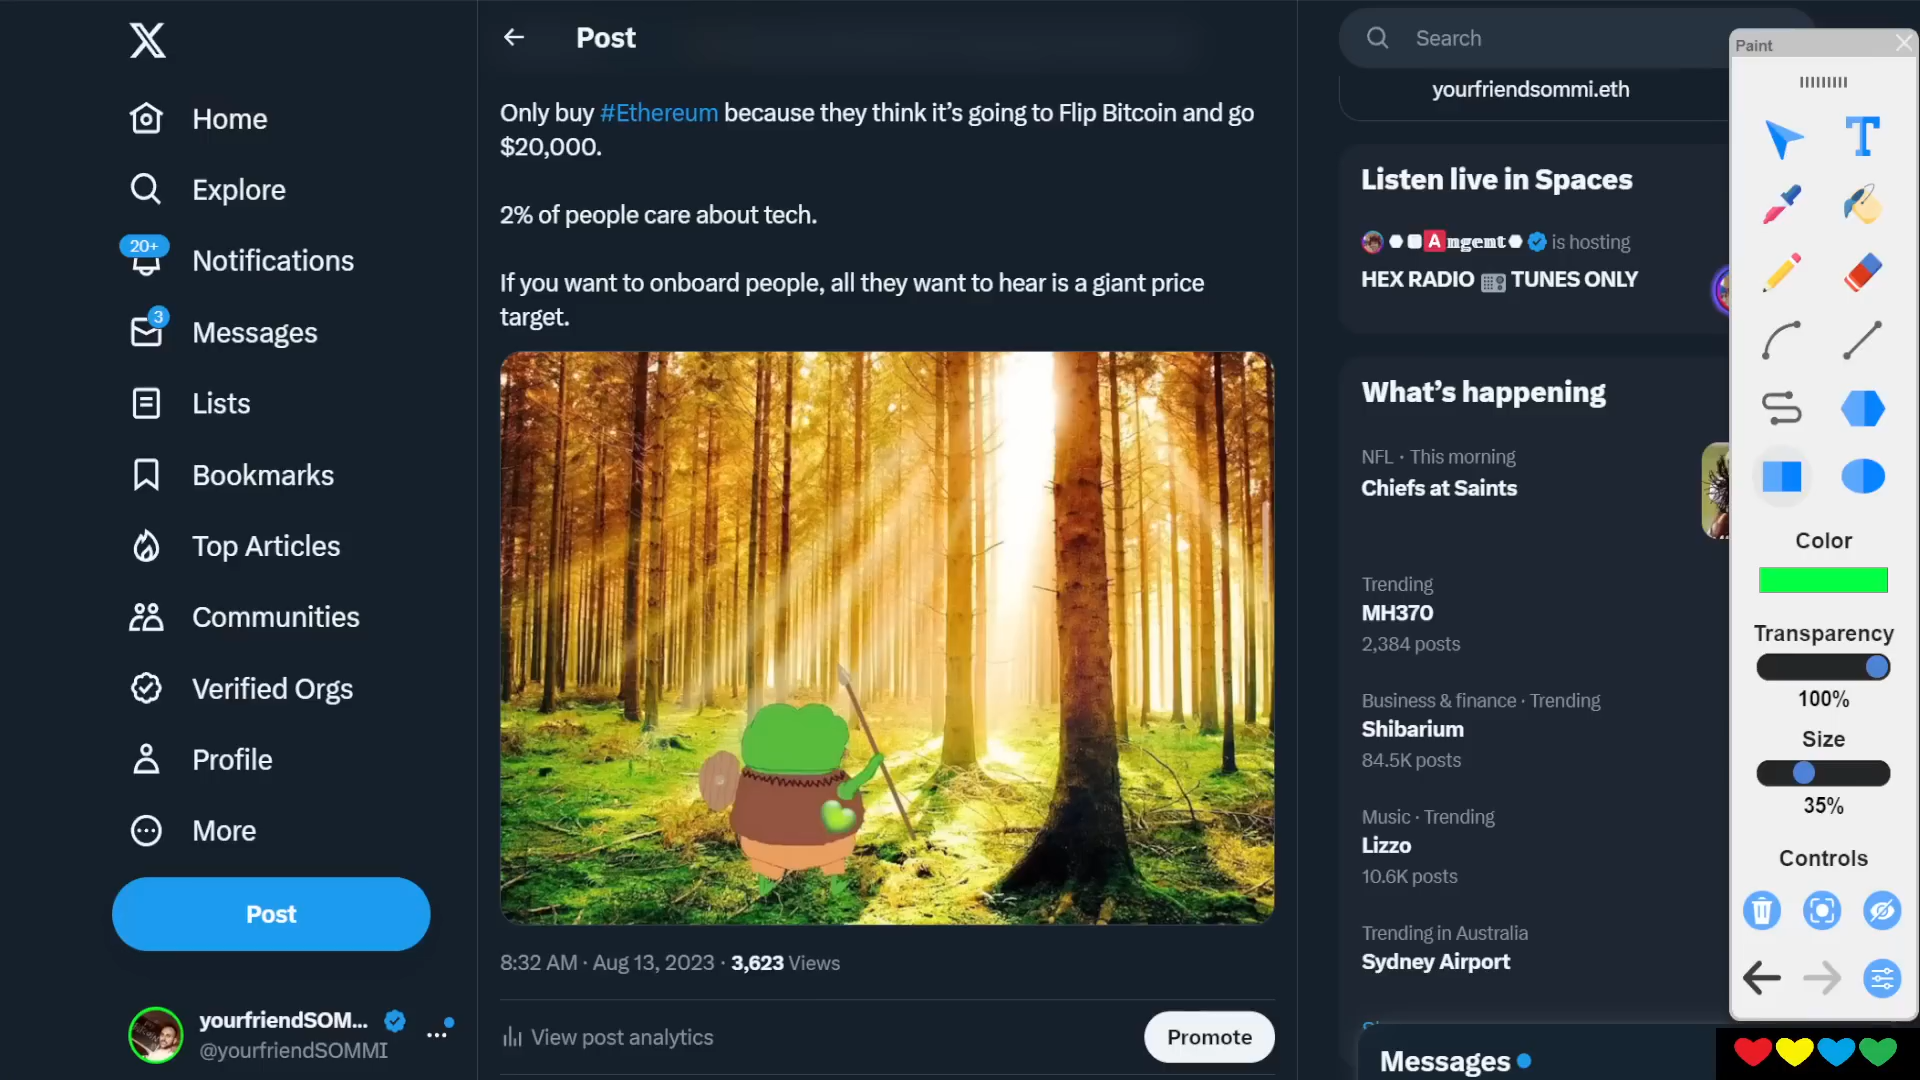 Post
Only buy #Ethereum because they think it’s going to Flip Bitcoin and go
$20,000.
2% of people care about tech.
If you want to onboard people, all they want to hear is a giant price
target.
8:32 AM · Aug 13, 2023 · 3,623 Views
View post analytics
Promote
Home
Explore
20+
Notifications
3
Messages
Lists
Bookmarks
Top Articles
Communities
Verified Orgs
Profile
More
Post
yourfriendSOM...
@yourfriendSOMMI
Search
yourfriendsommi.eth
Listen live in Spaces
🅰𝖓𝖌𝖊𝖓𝖙 is hosting
HEX RADIO 📻 TUNES ONLY
What’s happening
NFL · This morning
Chiefs at Saints
Trending
MH370
2,384 posts
Business & finance · Trending
Shibarium
84.5K posts
Music · Trending
Lizzo
10.6K posts
Trending in Australia
Sydney Airport
Messages
Paint
T
Color
Transparency
100%
Size
35%
Controls